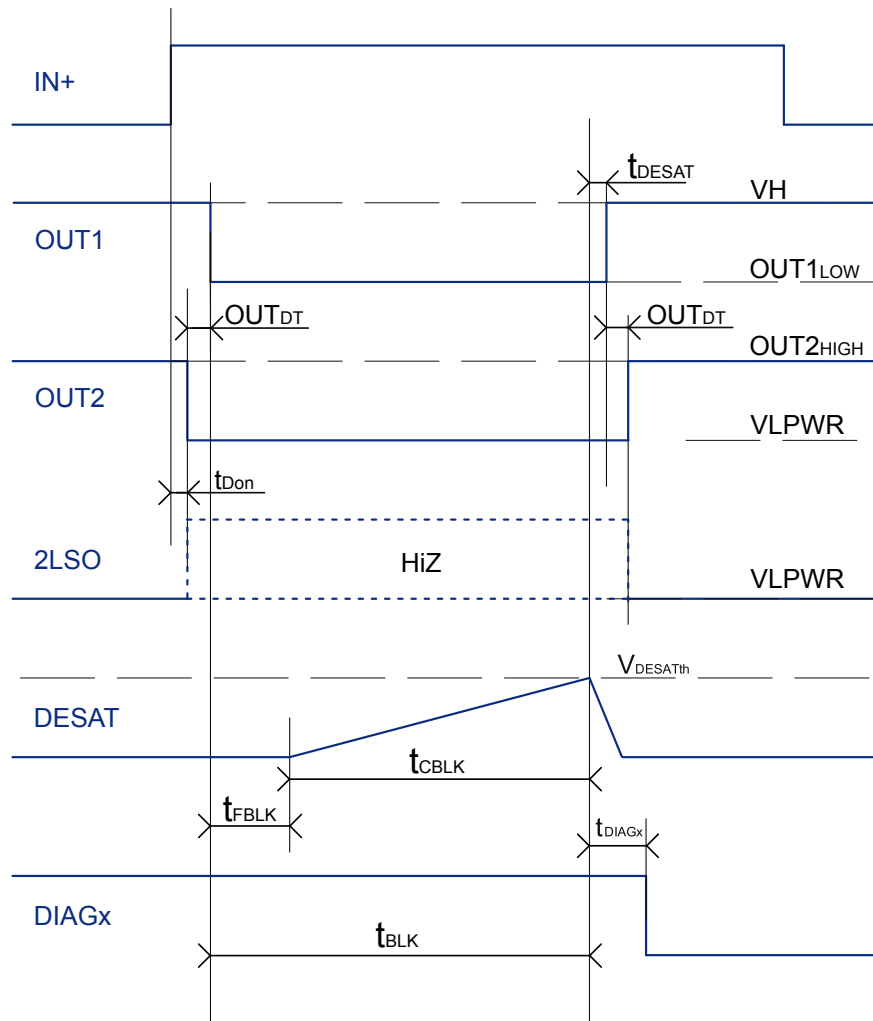 IN+
tDESAT
VH
OUT1
OUT1LOW
OUTDT
OUTDT
OUT2HIGH
OUT2
VLPWR
tDon
2LSO
HiZ
VLPWR
VDESATth
DESAT
tCBLK
tFBLK
tDIAGx
DIAGx
tBLK